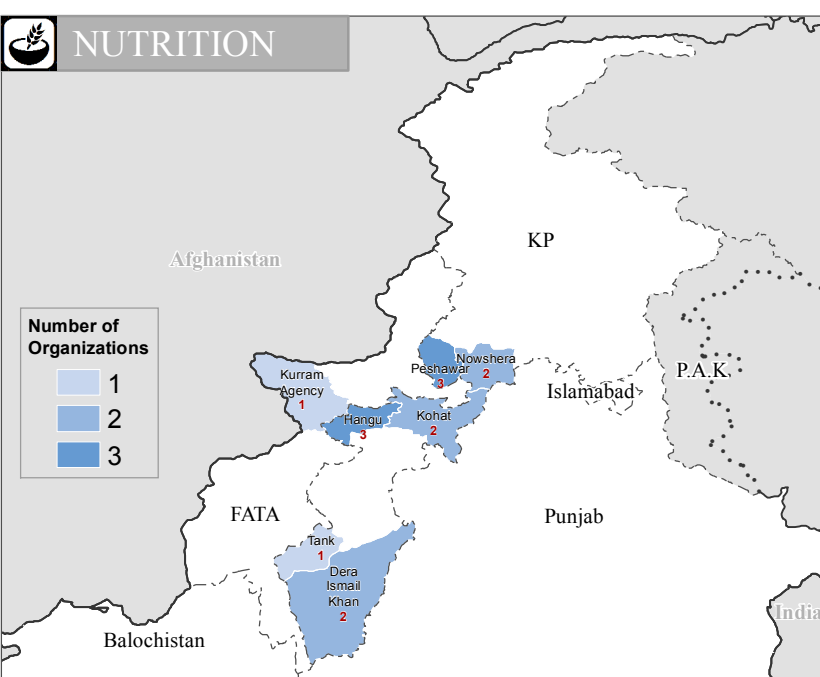 NUTRITION
Afghanistan
KP
Number of
Organizations
1
2
3
Kurram
Agency
1
Peshawar
3
Nowshera
2
Hangu
3
Kohat
2
Islamabad
P.A.K.
FATA
Punjab
Tank
1
Dera
Ismail
Khan
2
Balochistan
India